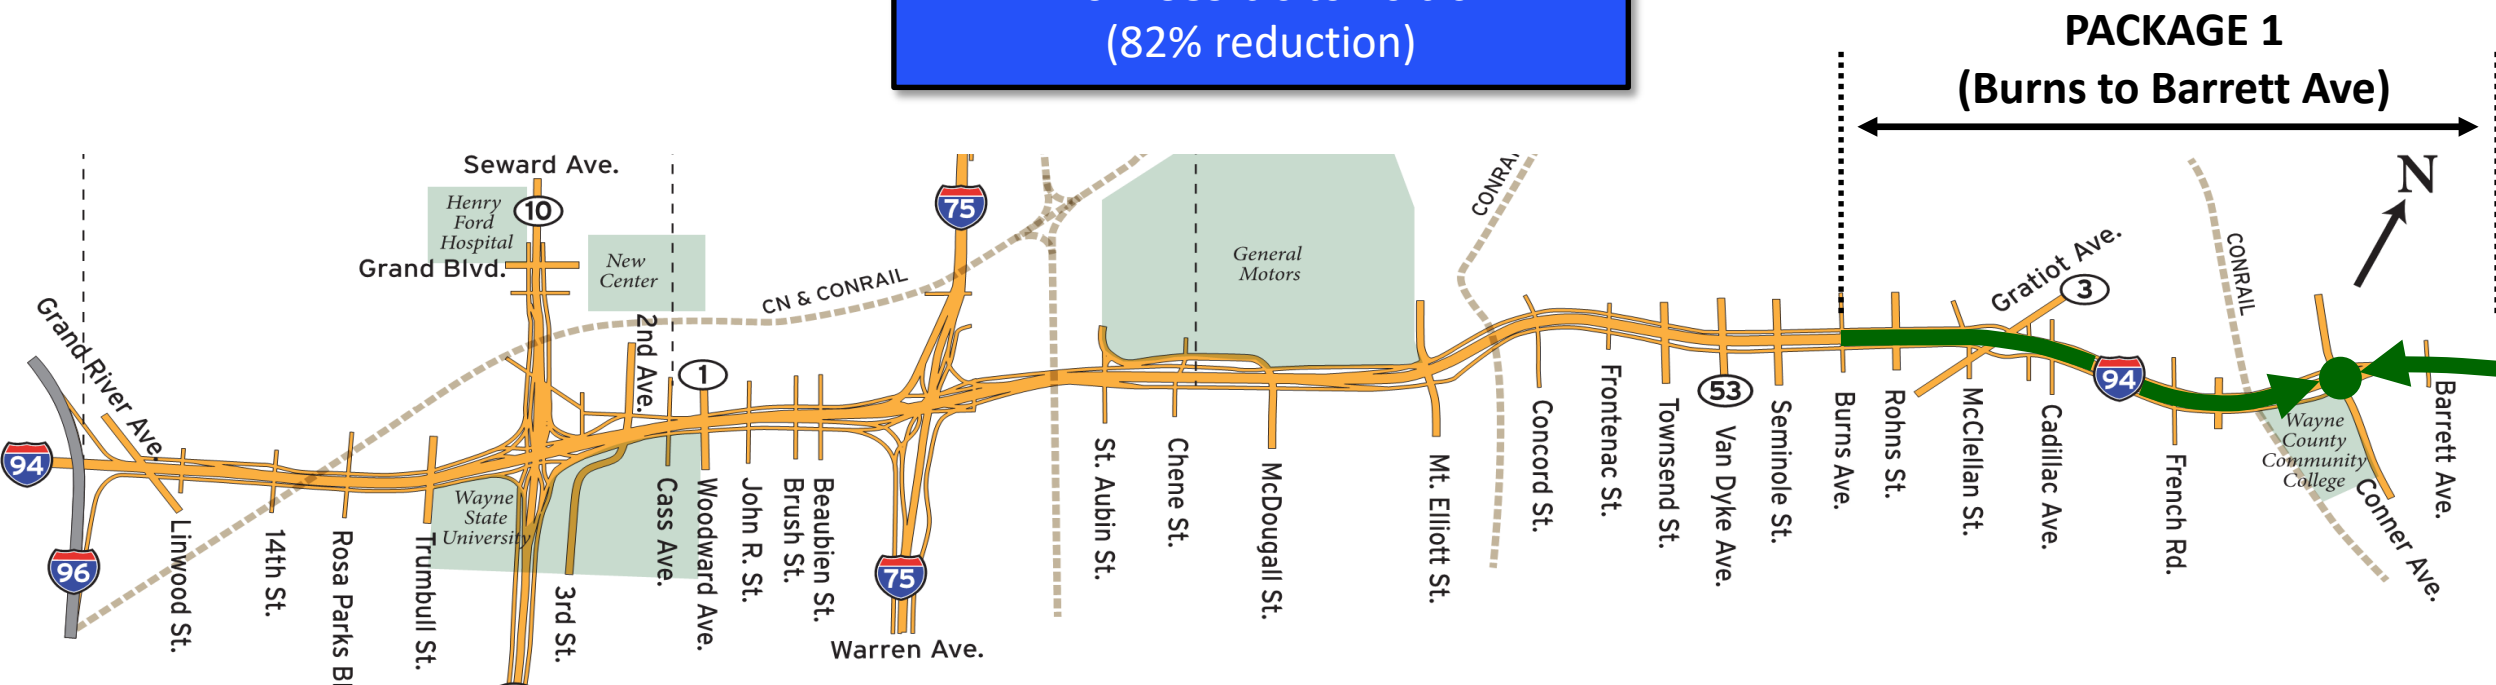 (82% reduction)
PACKAGE 1
(Burns to Barrett Ave)
Seward Ave.
Henry
Ford
Hospital
10
Grand Blvd.
New
Center
CN & CONRAIL
75
General
Motors
CONRAIL
N
Gratiot Ave.
3
CONRAIL
Grand River Ave.
2nd Ave.
1
94
96
Wayne
State
University
75
Warren Ave.
53
94
Wayne
County
Community
College
Linwood St.
14th St.
Rosa Parks
Trumbull St.
3rd St.
Cass Ave.
Woodward Ave.
John R. St.
Brush St.
Beaubien St.
St. Aubin St.
Chene St.
McDougall St.
Mt. Elliott St.
Concord St.
Frontenac St.
Townsend St.
Van Dyke Ave.
Seminole St.
Burns Ave.
Rohns St.
McClellan St.
Cadillac Ave.
French Rd.
Conner Ave.
Barrett Ave.